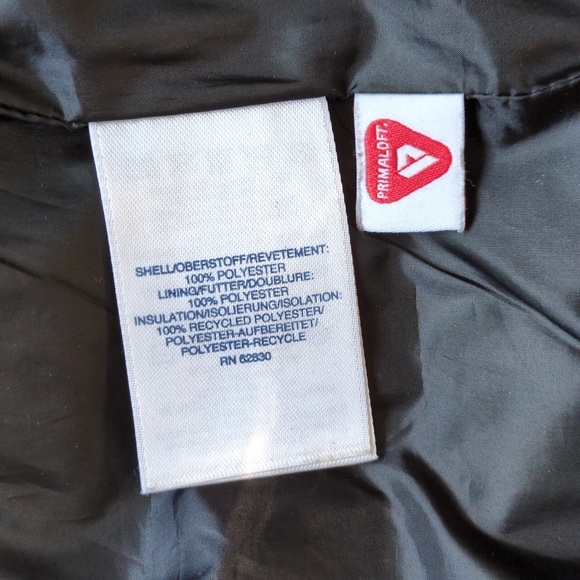 SHELL/OBERSTOFF/REVETEMENT:
100% POLYESTER
LINING/FUTTER/DOUBLURE:
100% POLYESTER
INSULATION/ISOLIERUNG/ISOLATION:
100% RECYCLED POLYESTER/
POLYESTER-AUFBEREITET/
POLYESTER-RECYCLE
RN 62830
PRIMALOFT.